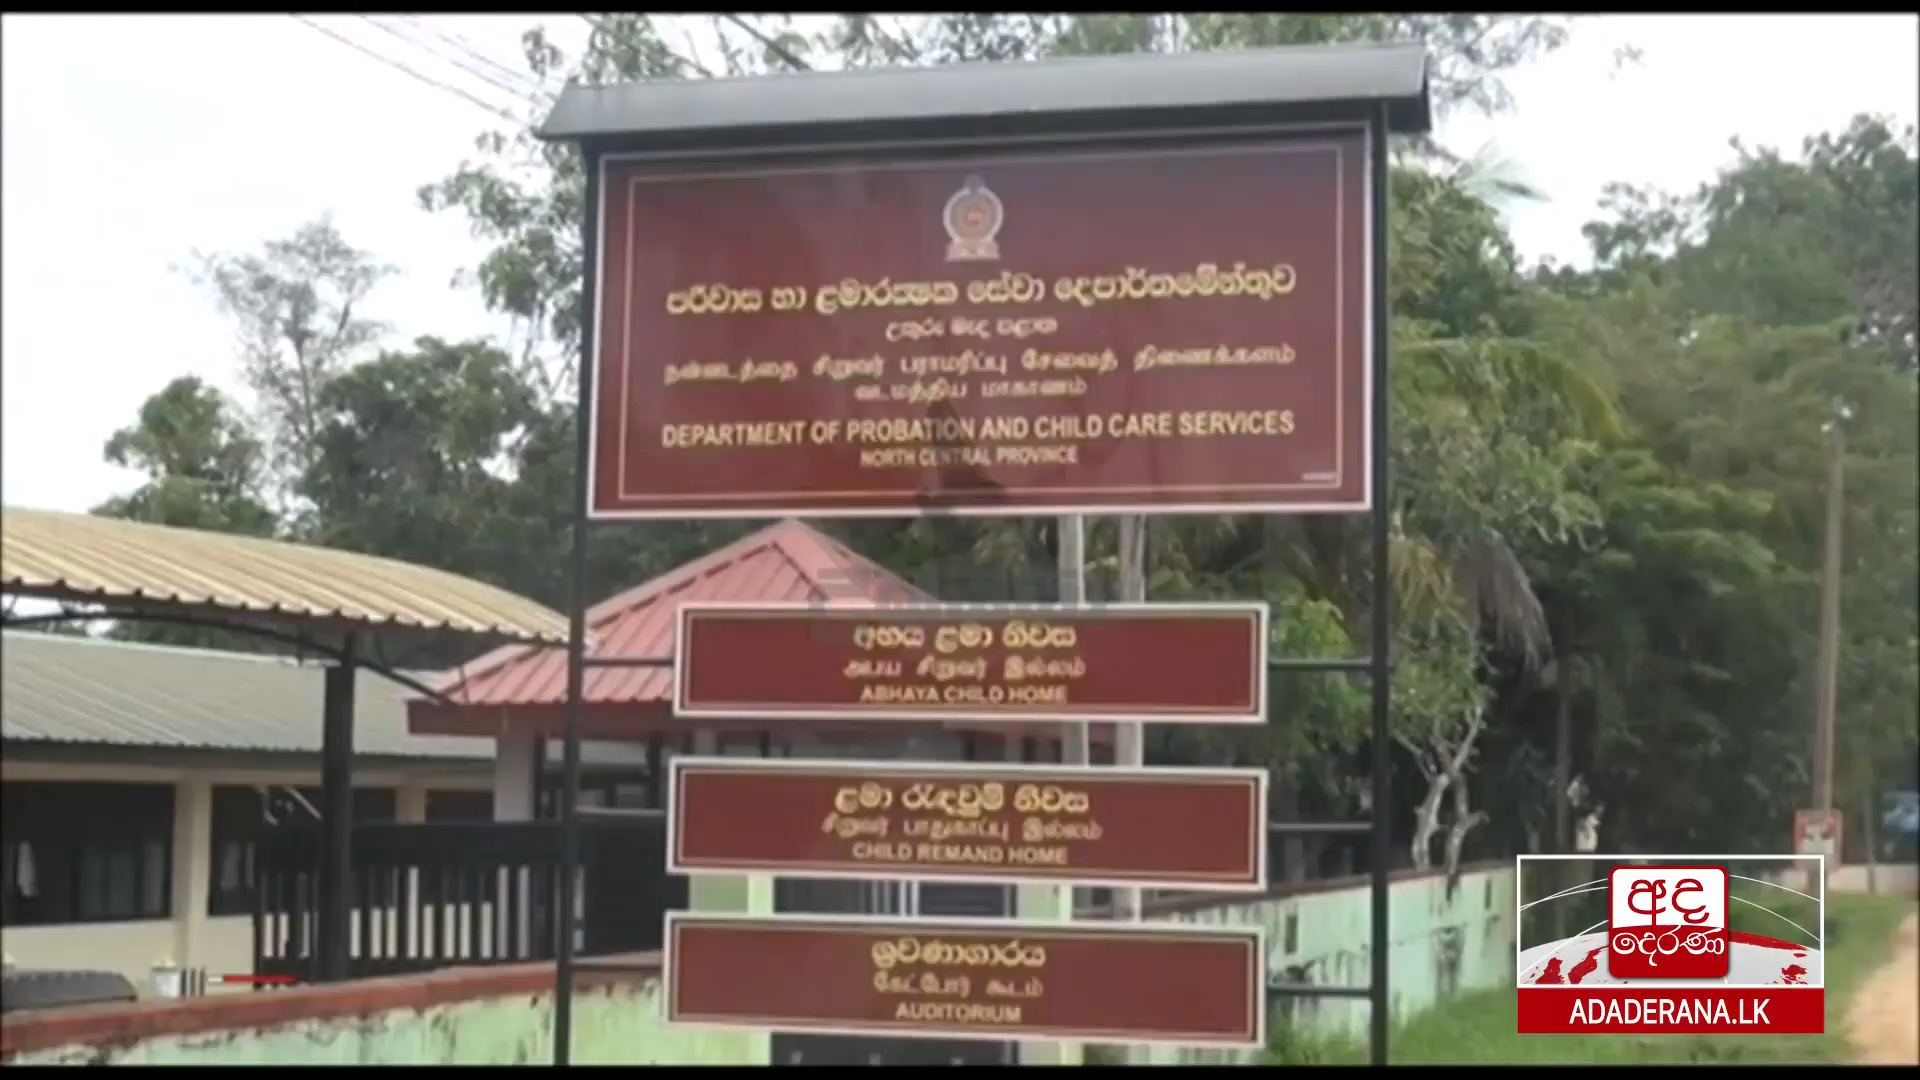 පරිවාස හා ළමාරක්ෂක සේවා දෙපාර්තමේන්තුව
උතුරු මැද පළාත
நன்னடத்தை சிறுவர் பராமரிப்பு சேவைத் திணைக்களம்
வடமத்திய மாகாணம்
DEPARTMENT OF PROBATION AND CHILD CARE SERVICES
NORTH CENTRAL PROVINCE
අභය ළමා නිවස
அபய சிறுவர் இல்லம்
ABHAYA CHILD HOME
ළමා රැඳවුම් නිවස
சிறுவர் பாதுகாப்பு இல்லம்
CHILD REMAND HOME
ශ්‍රවණාගාරය
கேட்போர் கூடம்
AUDITORIUM
අද
දෙරණ
ADADERANA.LK